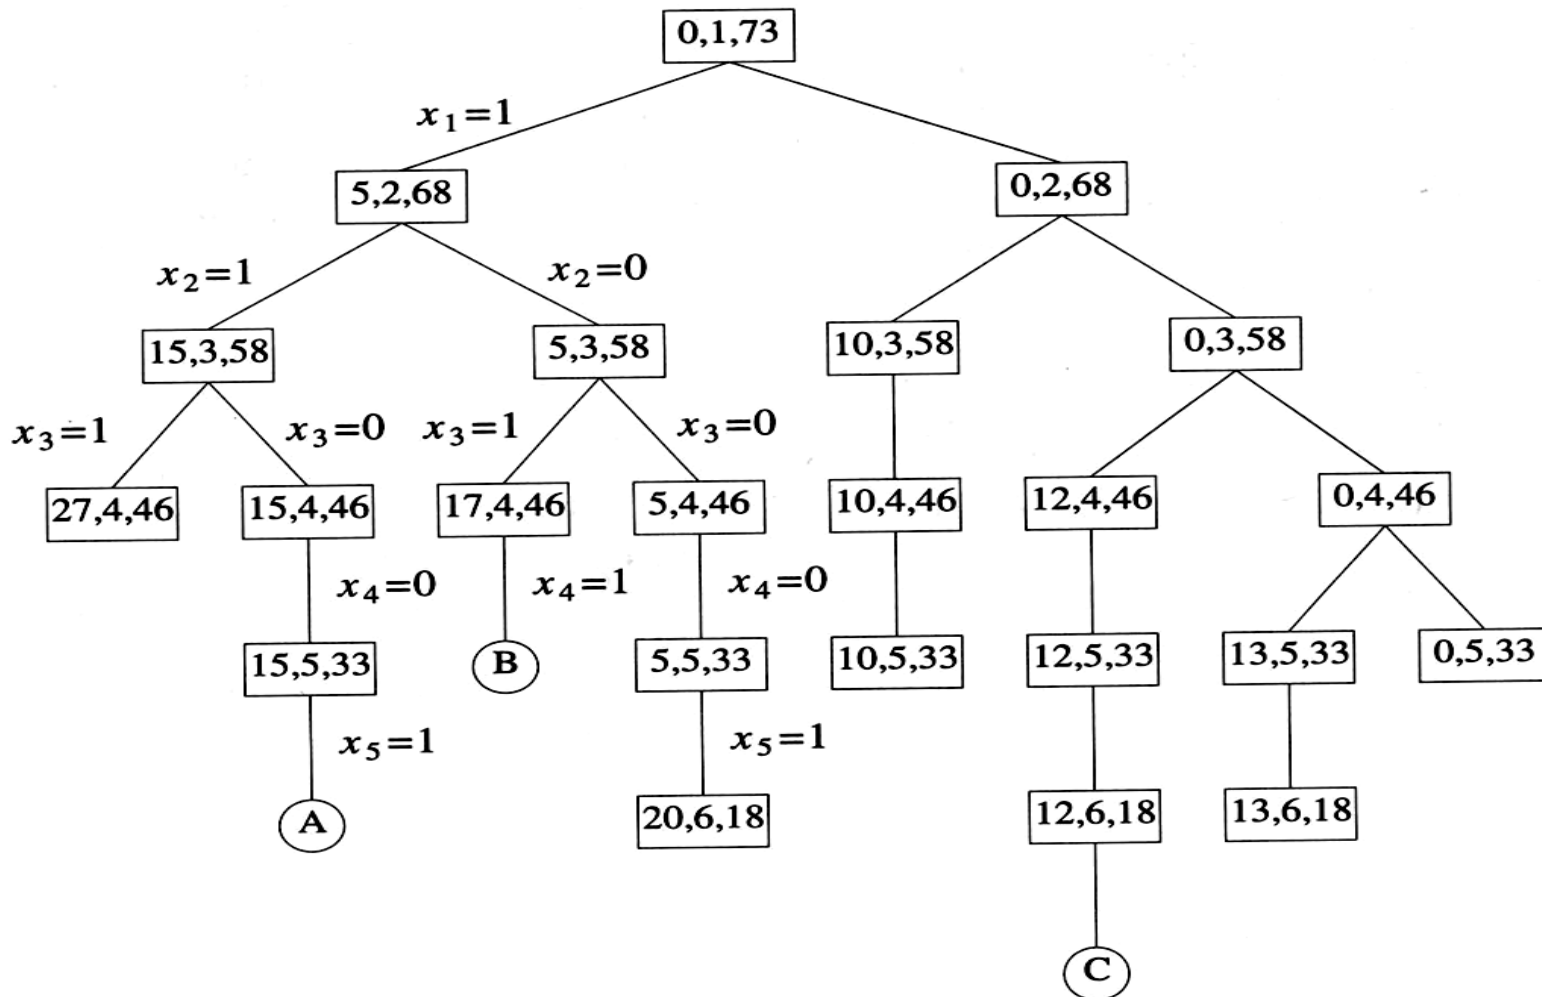 0,1,73
x₁=1
5,2,68 0,2,68
x₂=1 x₂=0
15,3,58 5,3,58 10,3,58 0,3,58
x₃=1 x₃=0 x₃=1 x₃=0
27,4,46 15,4,46 17,4,46 5,4,46 10,4,46 12,4,46 0,4,46
x₄=0 x₄=1 x₄=0
15,5,33 B 5,5,33 10,5,33 12,5,33 13,5,33 0,5,33
x₅=1 x₅=1
A 20,6,18 12,6,18 13,6,18
C